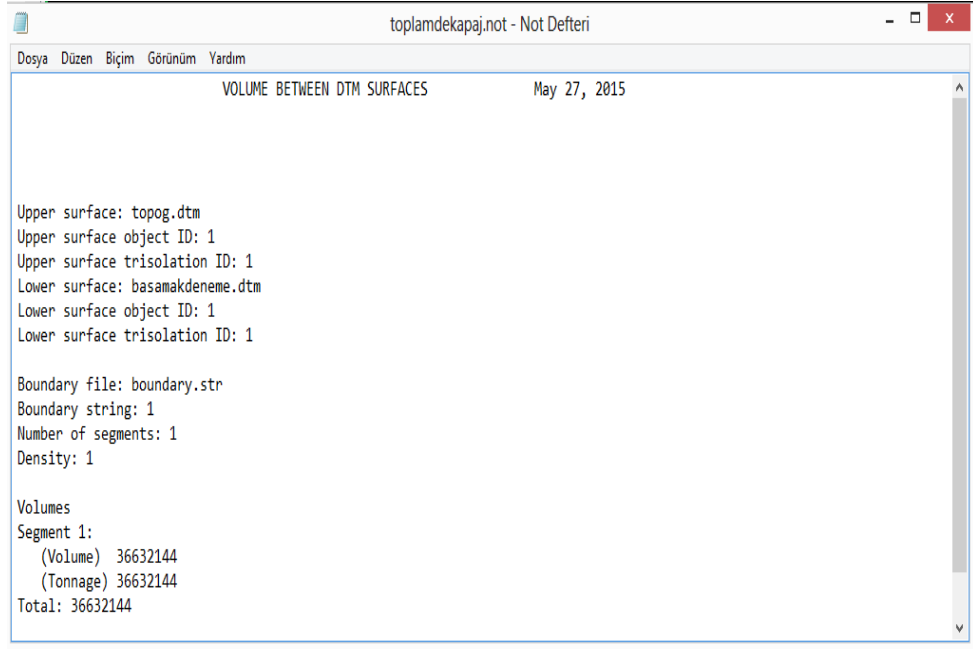 toplamdekapaj.not - Not Defteri
Dosya Düzen Biçim Görünüm Yardım
VOLUME BETWEEN DTM SURFACES May 27, 2015
Upper surface: topog.dtm
Upper surface object ID: 1
Upper surface trisolation ID: 1
Lower surface: basamakdeneme.dtm
Lower surface object ID: 1
Lower surface trisolation ID: 1
Boundary file: boundary.str
Boundary string: 1
Number of segments: 1
Density: 1
Volumes
Segment 1:
(Volume) 36632144
(Tonnage) 36632144
Total: 36632144